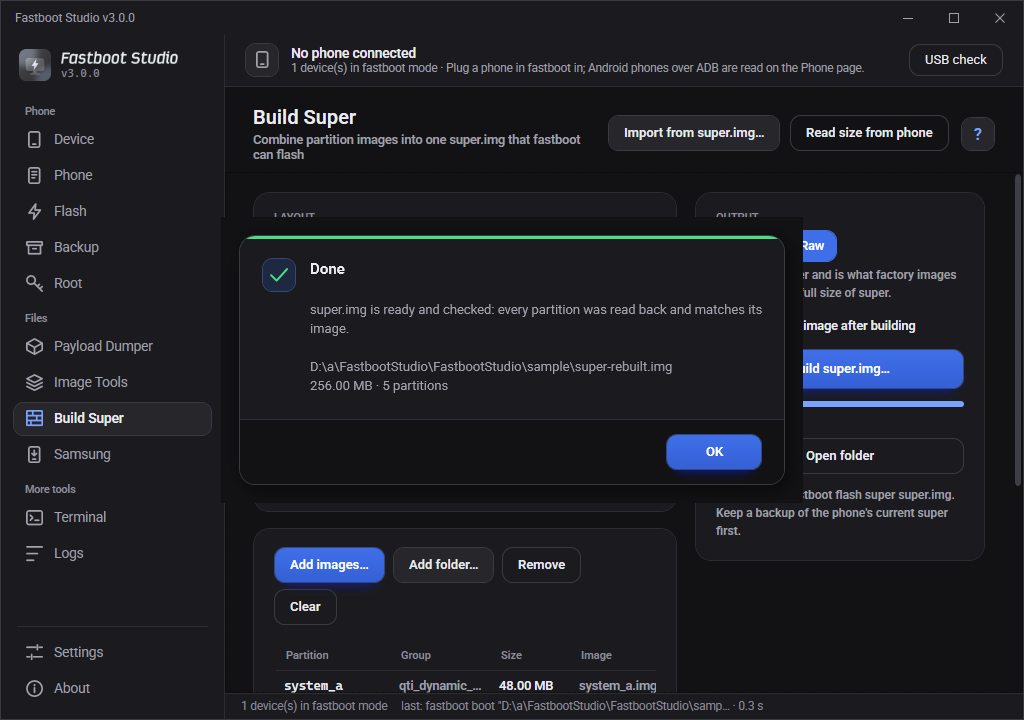 Fastboot Studio v3.0.0
Fastboot Studio
v3.0.0
No phone connected
1 device(s) in fastboot mode · Plug a phone in fastboot in; Android phones over ADB are read on the Phone page.
USB check
Phone
Device
Phone
Flash
Backup
Root
Files
Payload Dumper
Image Tools
Build Super
Samsung
More tools
Terminal
Logs
Settings
About
Build Super
Combine partition images into one super.img that fastboot
can flash
Import from super.img...
Read size from phone
?
LAYOUT
OUTPUT
Raw
and is what factory images
full size of super.
image after building
super.img...
Open folder
flash super super.img.
Keep a backup of the phone's current super
first.
Done
super.img is ready and checked: every partition was read back and matches its
image.
D:\a\FastbootStudio\FastbootStudio\sample\super-rebuilt.img
256.00 MB · 5 partitions
OK
Add images...
Add folder...
Remove
Clear
Partition Group Size Image
system_a qti_dynamic_... 48.00 MB system_a.img
1 device(s) in fastboot mode last: fastboot boot "D:\a\FastbootStudio\FastbootStudio\samp... · 0.3 s